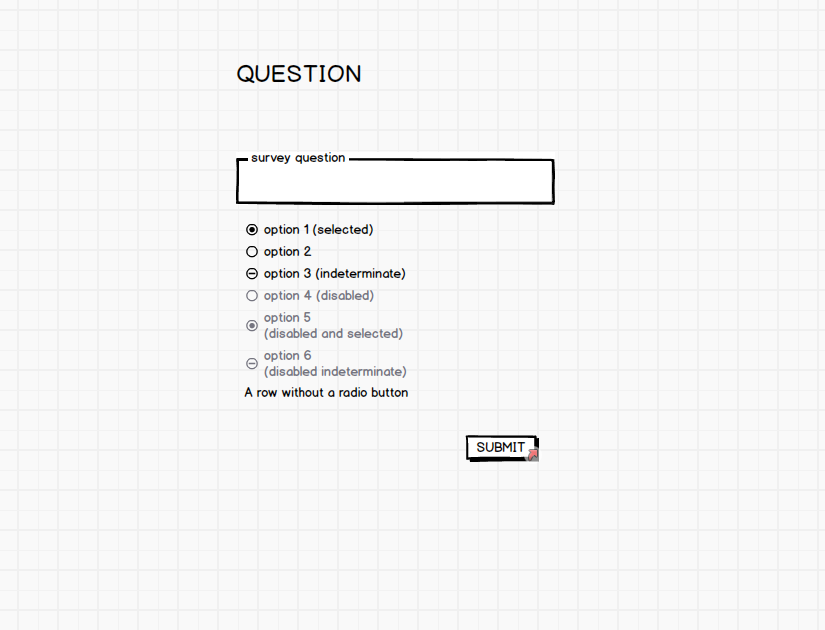 QUESTION
survey question
option 1 (selected)
option 2
option 3 (indeterminate)
option 4 (disabled)
option 5
(disabled and selected)
option 6
(disabled indeterminate)
A row without a radio button
SUBMIT